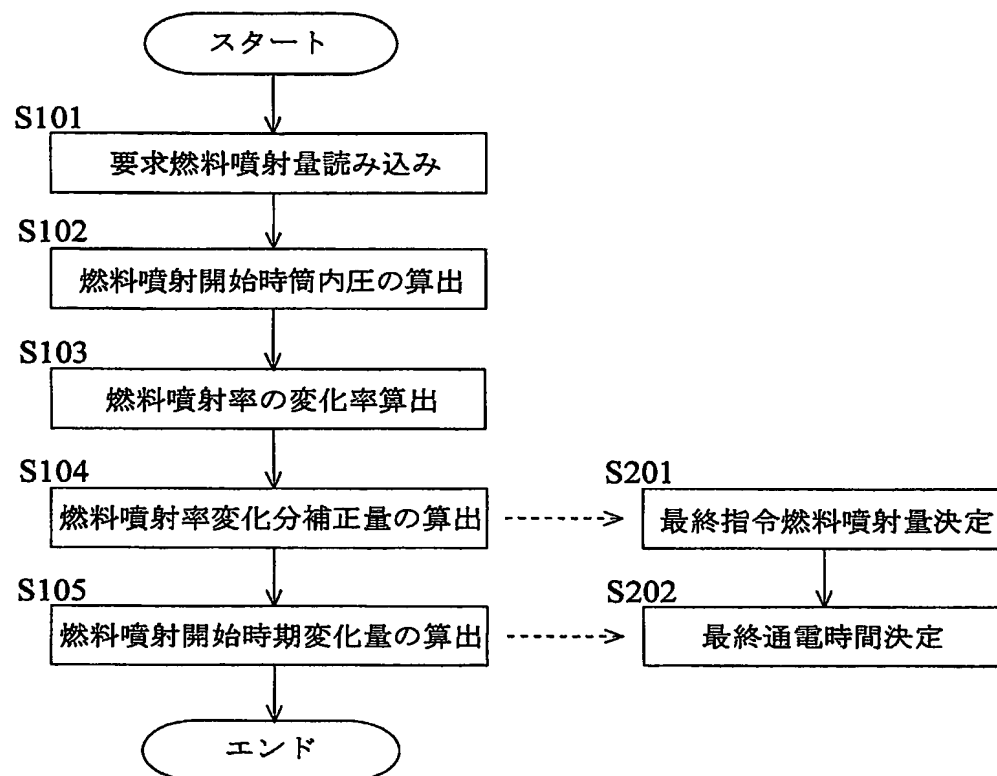 スタート
S101
要求燃料噴射量読み込み
S102
燃料噴射開始時筒内圧の算出
S103
燃料噴射率の変化率算出
S104
燃料噴射率変化分補正量の算出
S201
最終指令燃料噴射量決定
S105
燃料噴射開始時期変化量の算出
S202
最終通電時間決定
エンド